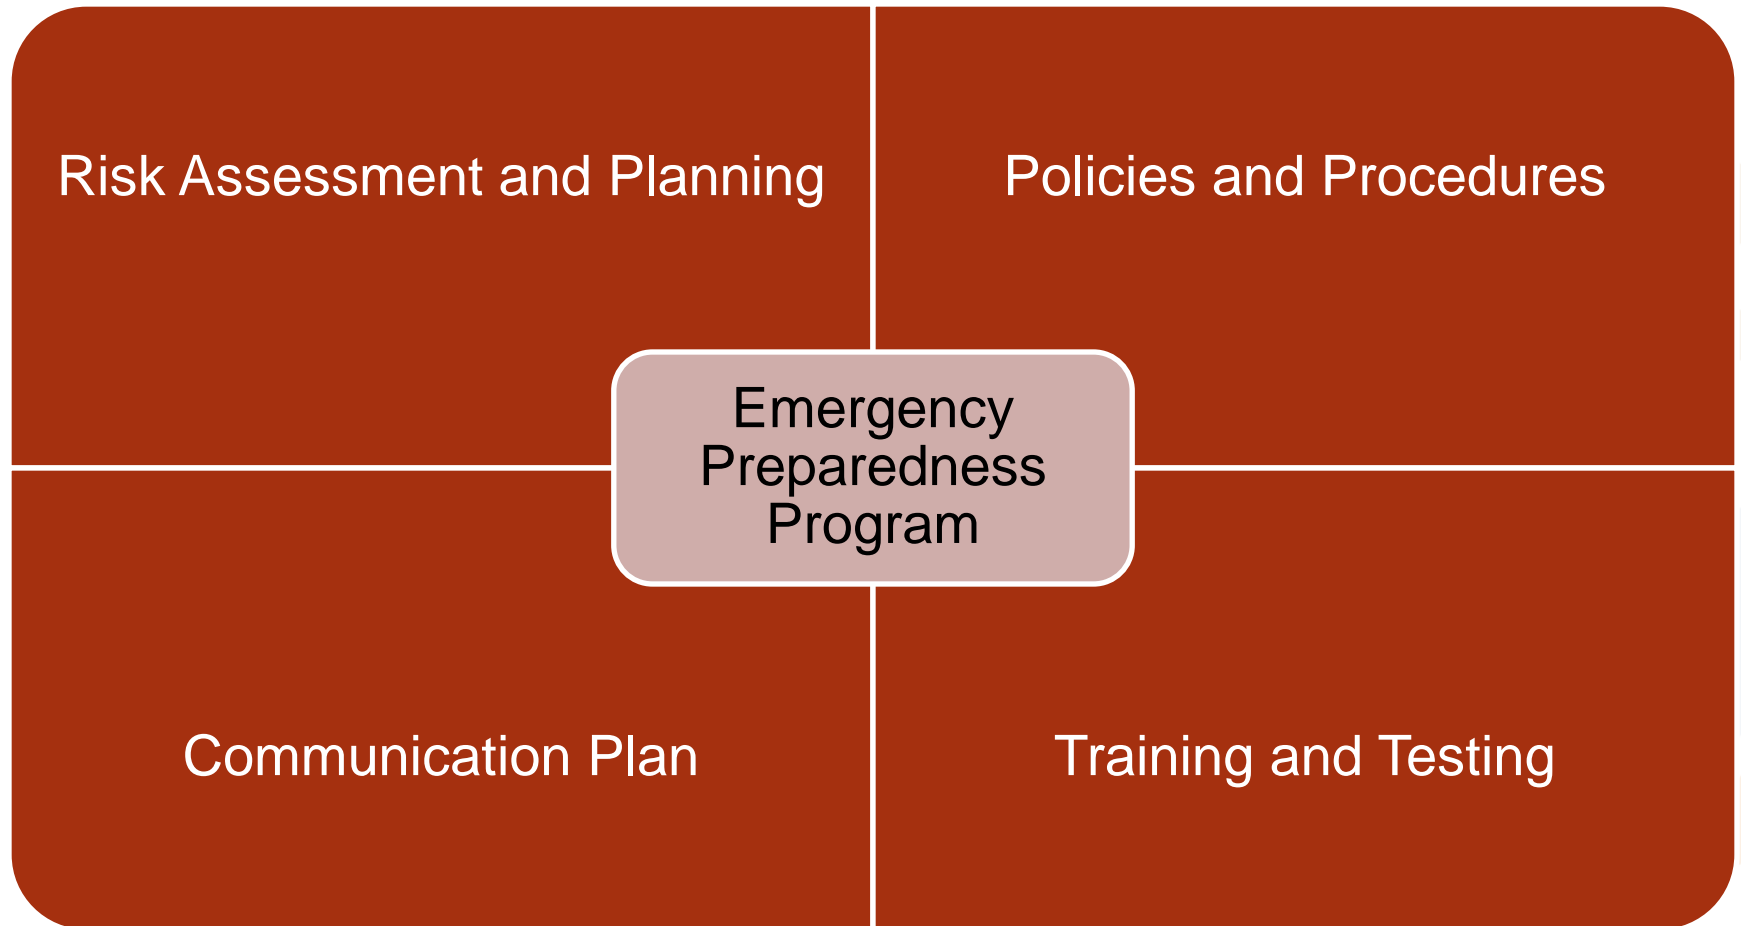 Risk Assessment and Planning
Policies and Procedures
Emergency
Preparedness
Program
Communication Plan
Training and Testing